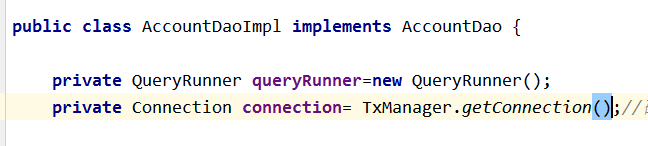 public class AccountDaoImpl implements AccountDao {
private QueryRunner queryRunner=new QueryRunner();
private Connection connection= TxManager.getConnection();//